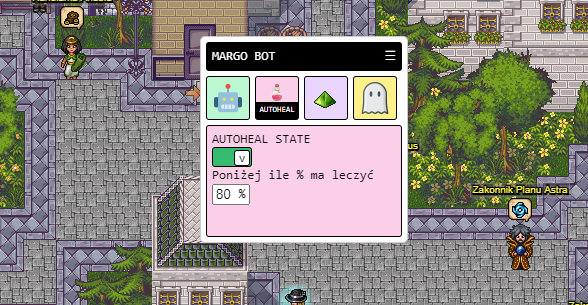 MARGO BOT
AUTOHEAL
AUTOHEAL STATE
v
Poniżej ile % ma leczyć
80 %
Zakonnik Planu Astra